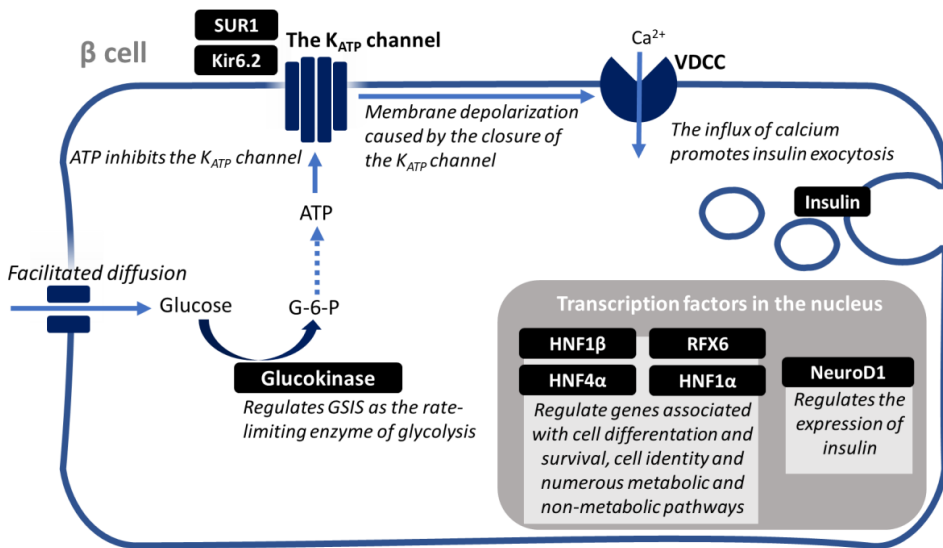 SUR1
Kir6.2
β cell
The K_ATP channel
Ca²⁺
VDCC
Membrane depolarization
caused by the closure of
the K_ATP channel
The influx of calcium
promotes insulin exocytosis
ATP inhibits the K_ATP channel
ATP
Insulin
Facilitated diffusion
Glucose
G-6-P
Glucokinase
Regulates GSIS as the rate-
limiting enzyme of glycolysis
Transcription factors in the nucleus
HNF1β
RFX6
HNF4α
HNF1α
Regulate genes associated
with cell differentation and
survival, cell identity and
numerous metabolic and
non-metabolic pathways
NeuroD1
Regulates the
expression of
insulin